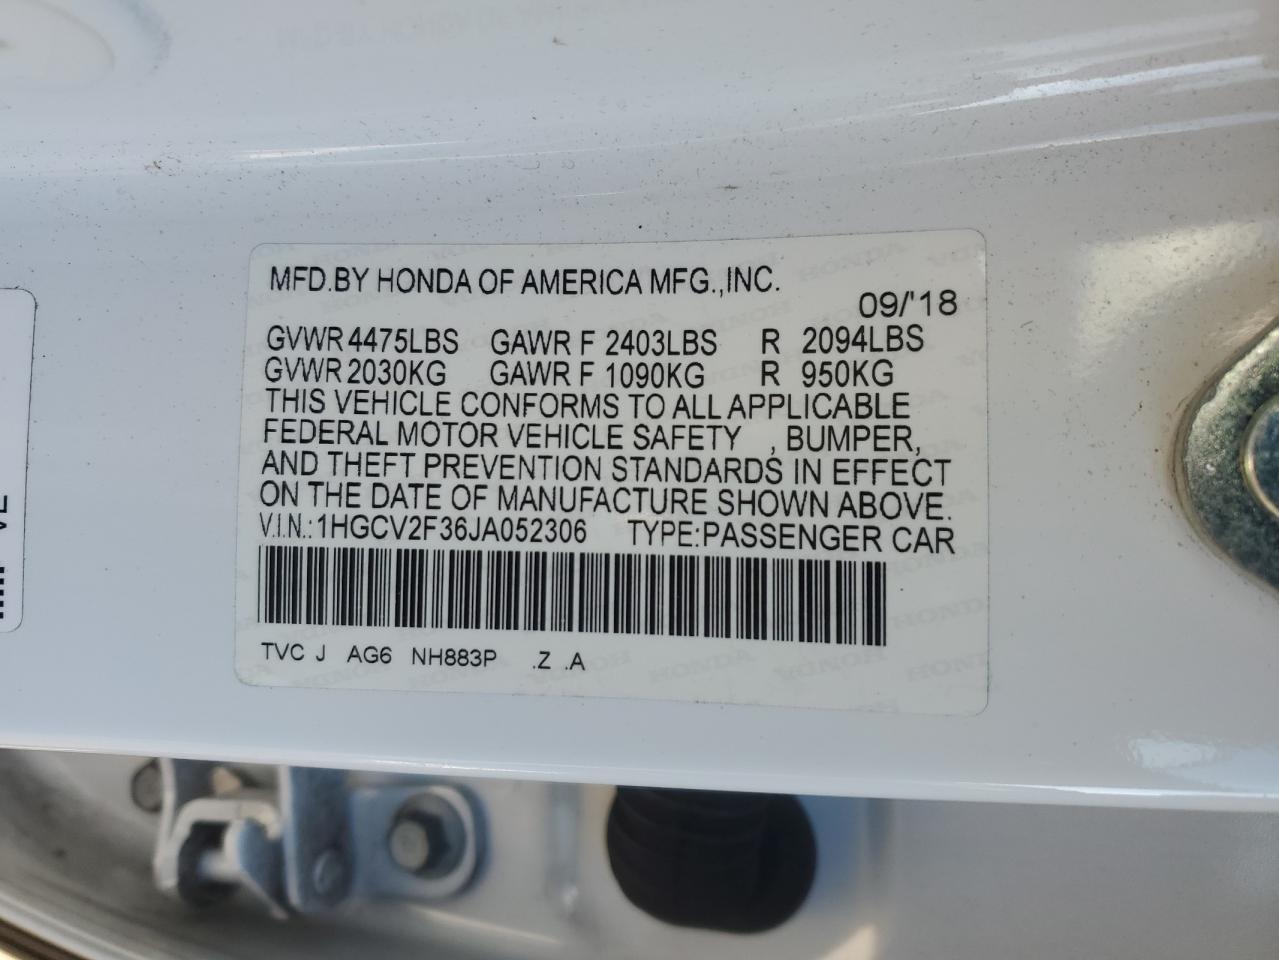 MFD.BY HONDA OF AMERICA MFG.,INC.
09/'18
GVWR 4475LBS GAWR F 2403LBS R 2094LBS
GVWR 2030KG GAWR F 1090KG R 950KG
THIS VEHICLE CONFORMS TO ALL APPLICABLE
FEDERAL MOTOR VEHICLE SAFETY , BUMPER,
AND THEFT PREVENTION STANDARDS IN EFFECT
ON THE DATE OF MANUFACTURE SHOWN ABOVE.
V.I.N.: 1HGCV2F36JA052306 TYPE:PASSENGER CAR
TVC J AG6 NH883P .Z .A